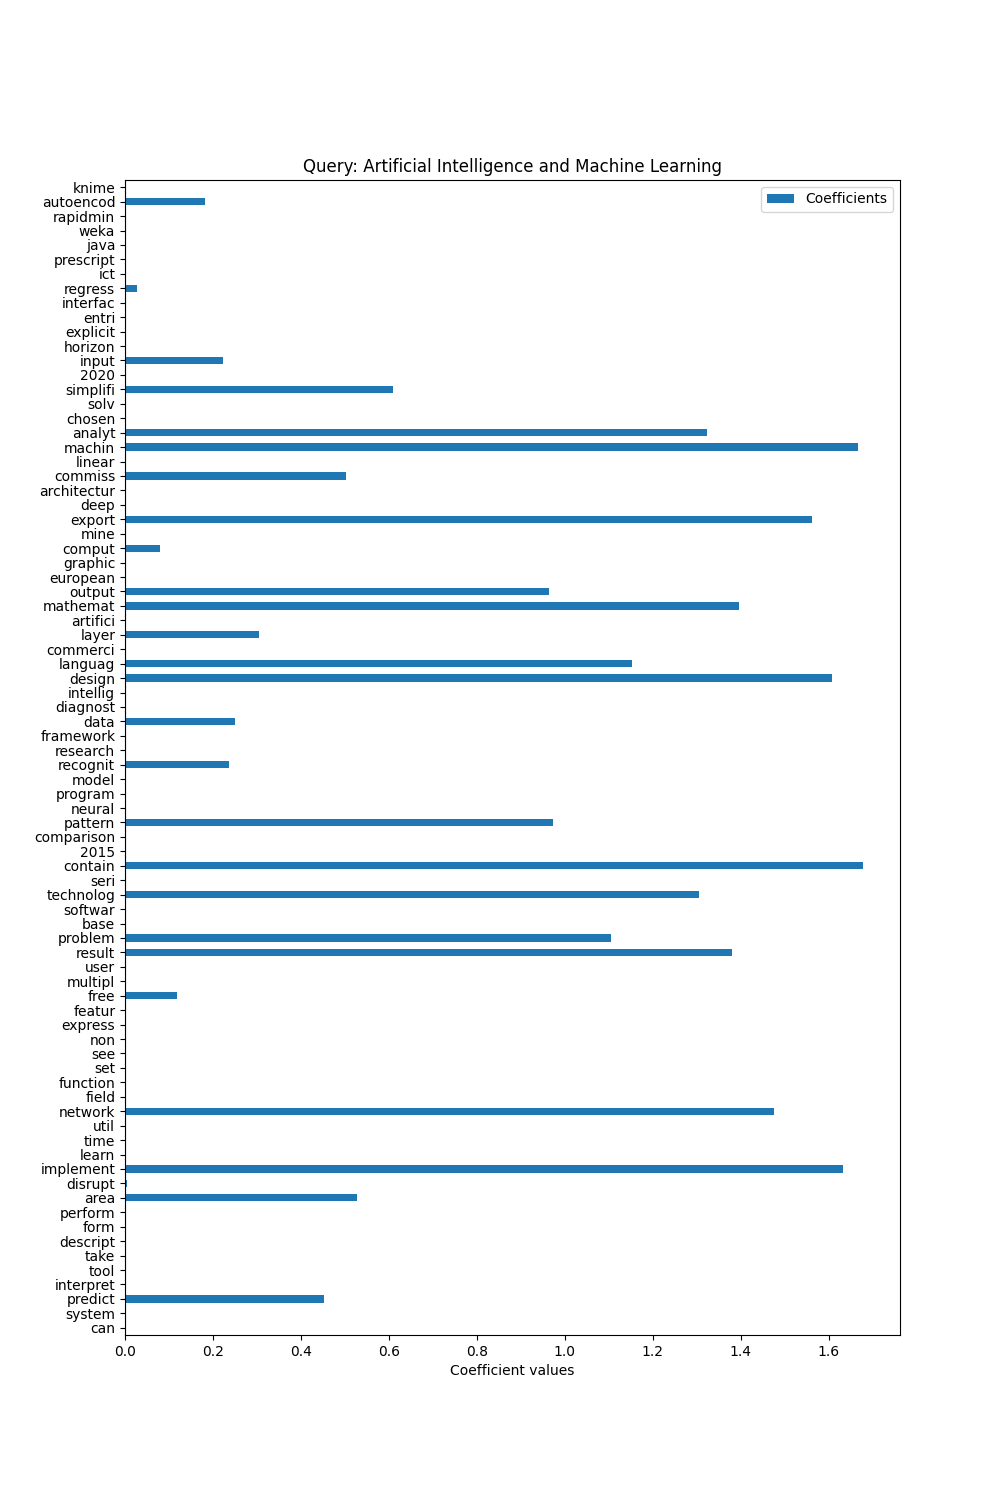 Query: Artificial Intelligence and Machine Learning
Coefficients
knime
autoencod
rapidmin
weka
java
prescript
ict
regress
interfac
entri
explicit
horizon
input
2020
simplifi
solv
chosen
analyt
machin
linear
commiss
architectur
deep
export
mine
comput
graphic
european
output
mathemat
artifici
layer
commerci
languag
design
intellig
diagnost
data
framework
research
recognit
model
program
neural
pattern
comparison
2015
contain
seri
technolog
softwar
base
problem
result
user
multipl
free
featur
express
non
see
set
function
field
network
util
time
learn
implement
disrupt
area
perform
form
descript
take
tool
interpret
predict
system
can
0.0 0.2 0.4 0.6 0.8 1.0 1.2 1.4 1.6
Coefficient values